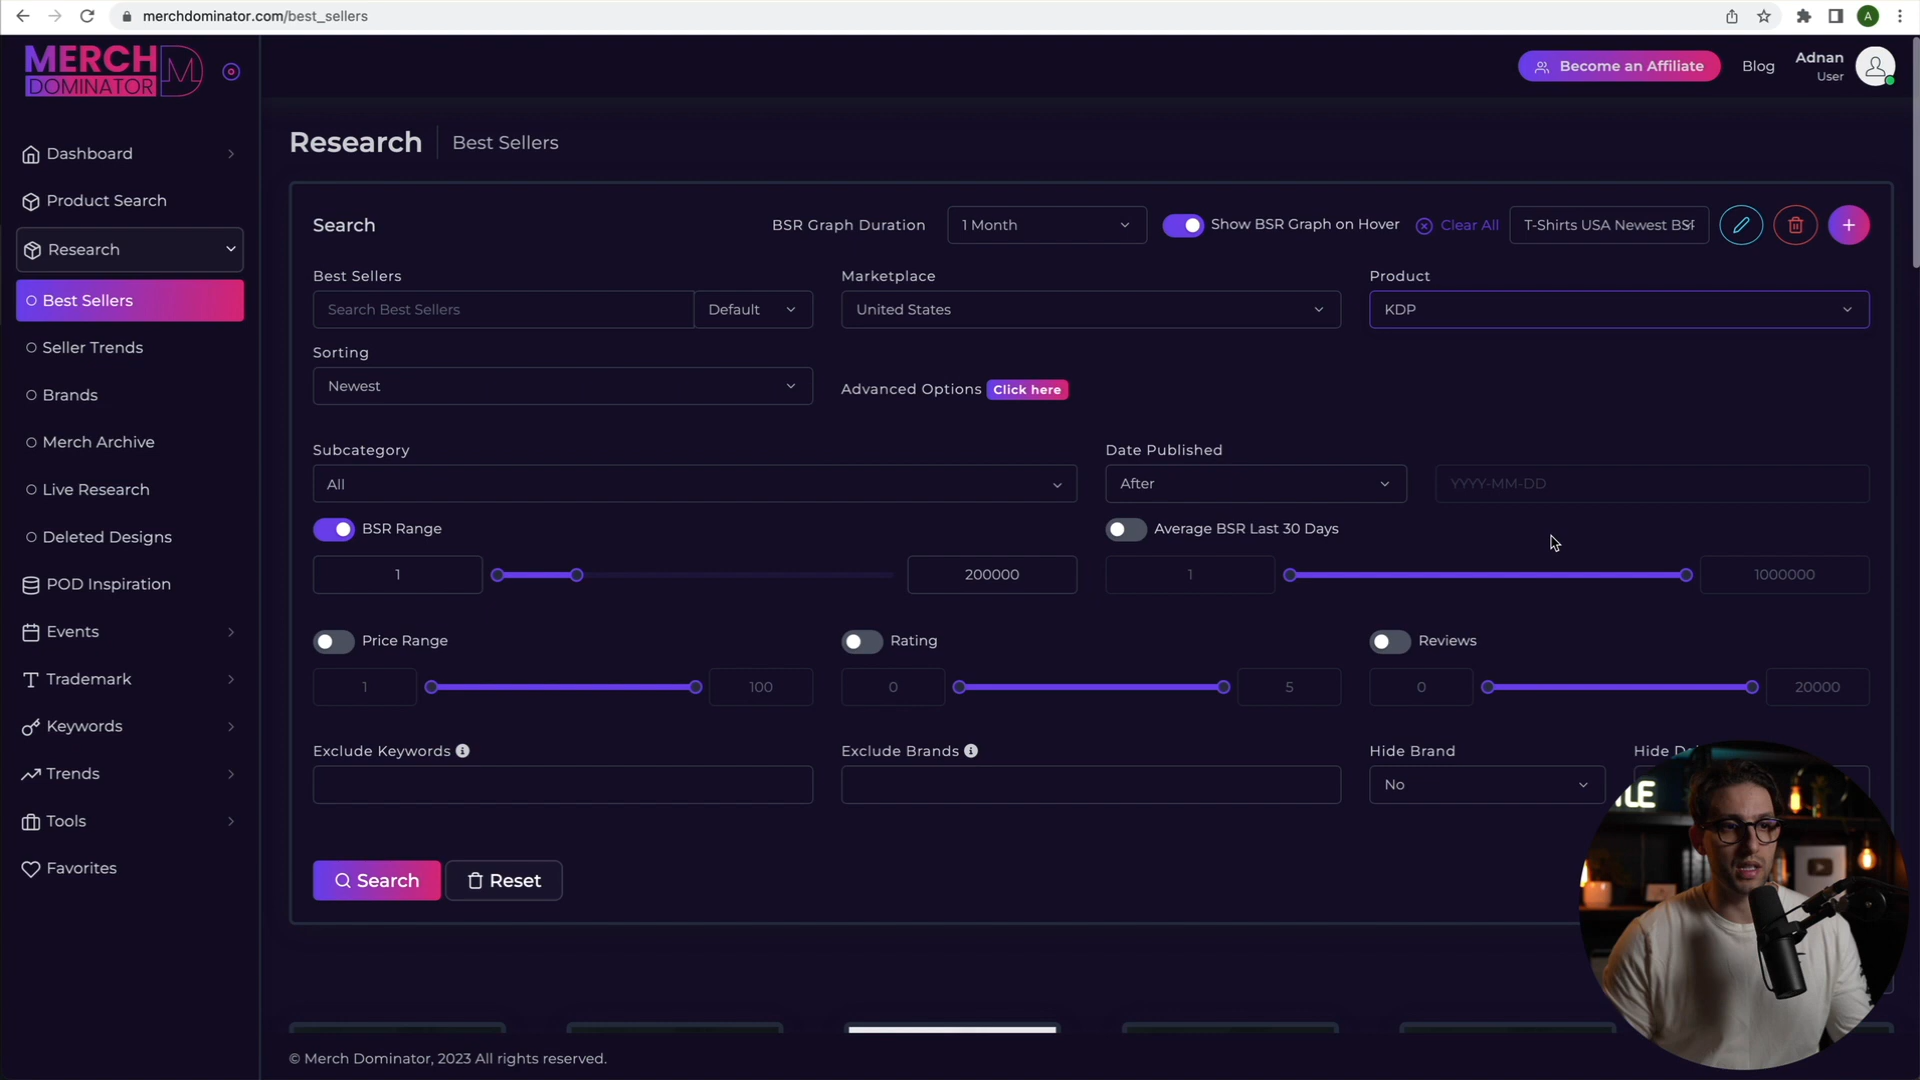 merchdominator.com/best_sellers
A
MERCH
DOMINATOR
Become an Affiliate
Blog
Adnan
User
Dashboard
Product Search
Research
Best Sellers
Seller Trends
Brands
Merch Archive
Live Research
Deleted Designs
POD Inspiration
Events
Trademark
Keywords
Trends
Tools
Favorites
Research
Best Sellers
Search
BSR Graph Duration
1 Month
Show BSR Graph on Hover
Clear All
T-Shirts USA Newest BSR
Best Sellers
Marketplace
Product
Search Best Sellers
Default
United States
KDP
Sorting
Newest
Advanced Options Click here
Subcategory
Date Published
All
After
YYYY-MM-DD
BSR Range
Average BSR Last 30 Days
1
200000
1
1000000
Price Range
Rating
Reviews
1
100
0
5
0
20000
Exclude Keywords
Exclude Brands
Hide Brand
Hide
No
Search
Reset
© Merch Dominator, 2023 All rights reserved.